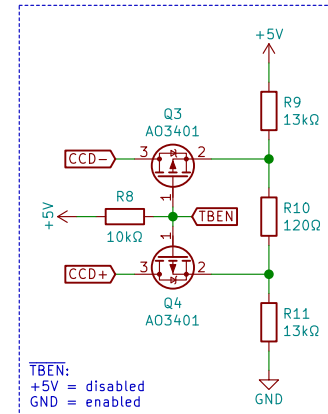 +5V
Q3
AO3401
R9
13kΩ
CCD-
3
2
1
R8
+5V
10kΩ
TBEN
R10
120Ω
1
CCD+
3
2
Q4
AO3401
R11
13kΩ
TBEN:
+5V = disabled
GND = enabled
GND